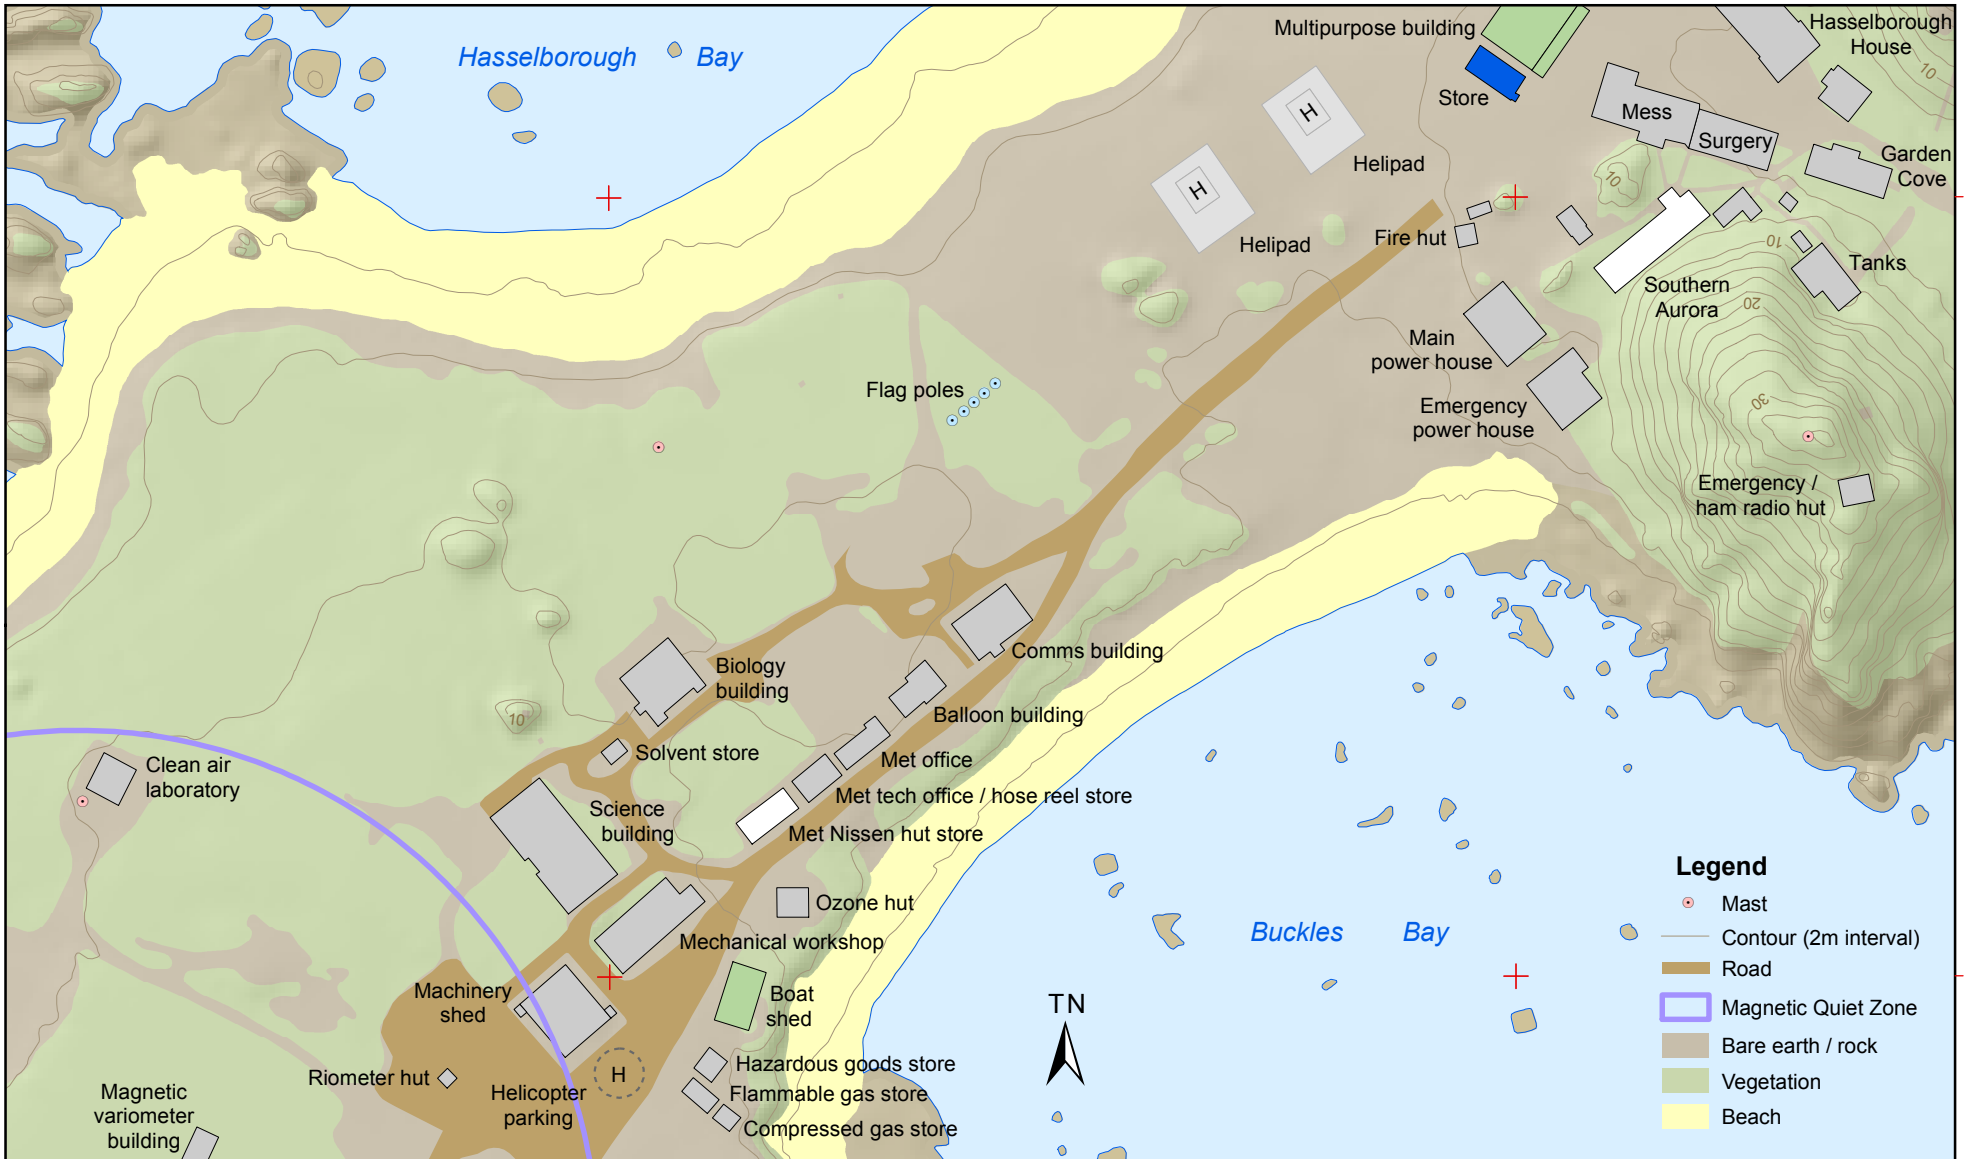 Hasselborough Bay
Multipurpose building
Hasselborough
House
Store
Mess
Surgery
Garden
Cove
H
Helipad
H
Helipad
Fire hut
Tanks
Southern
Aurora
Main
power house
Emergency
power house
Flag poles
Emergency /
ham radio hut
10
10
10
20
30
10
Biology
building
Comms building
Balloon building
Solvent store
Met office
Met tech office / hose reel store
Met Nissen hut store
Clean air
laboratory
Science
building
Ozone hut
Mechanical workshop
Machinery
shed
Boat
shed
Riometer hut
Helicopter
parking
H
Hazardous goods store
Flammable gas store
Compressed gas store
Magnetic
variometer
building
Buckles Bay
TN
Legend
Mast
Contour (2m interval)
Road
Magnetic Quiet Zone
Bare earth / rock
Vegetation
Beach